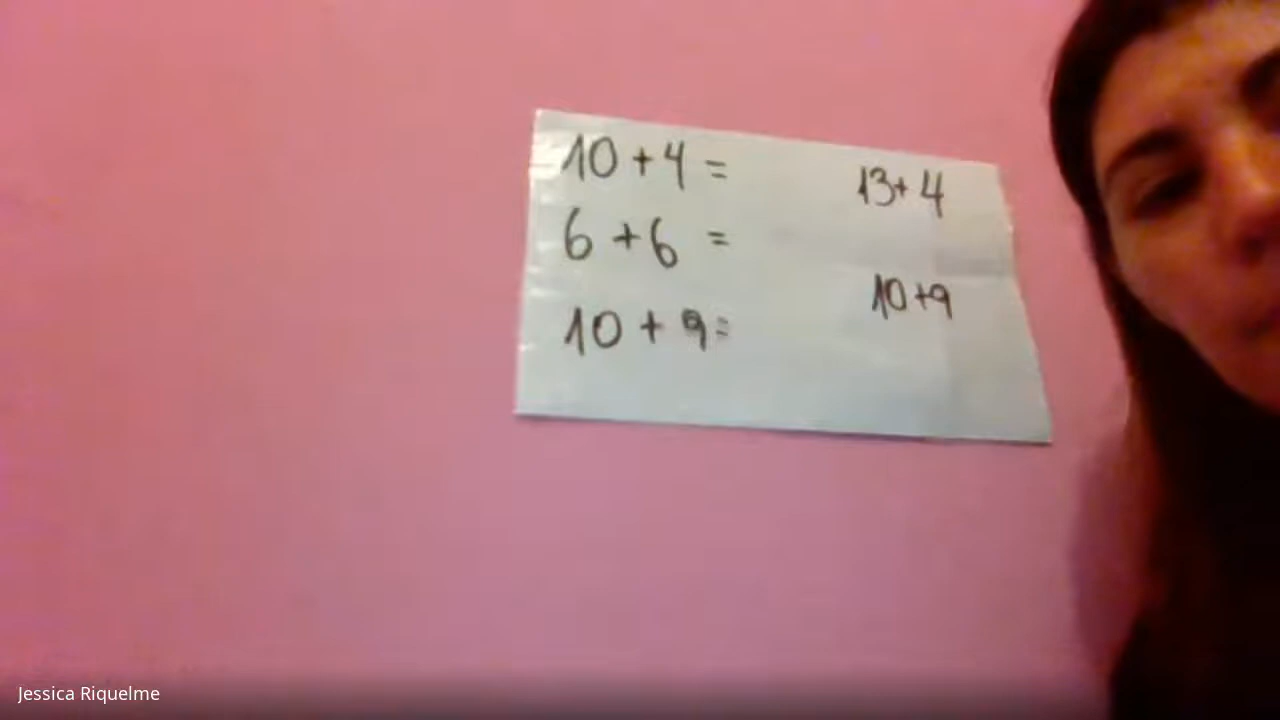 10 + 4 =
6 + 6 =
10 + 9 =
13 + 4
10 + 9
Jessica Riquelme